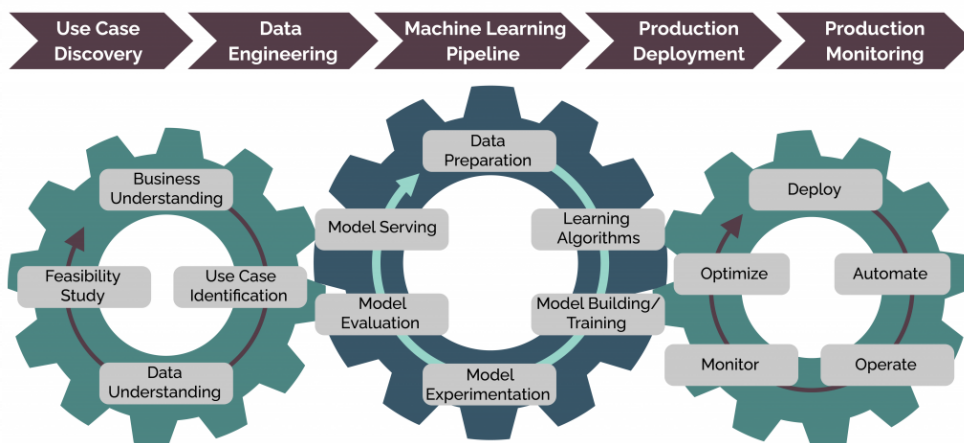 Use Case
Discovery
Data
Engineering
Machine Learning
Pipeline
Production
Deployment
Production
Monitoring
Business
Understanding
Use Case
Identification
Data
Understanding
Feasibility
Study
Data
Preparation
Learning
Algorithms
Model Building/
Training
Model
Experimentation
Model
Evaluation
Model Serving
Deploy
Automate
Operate
Monitor
Optimize